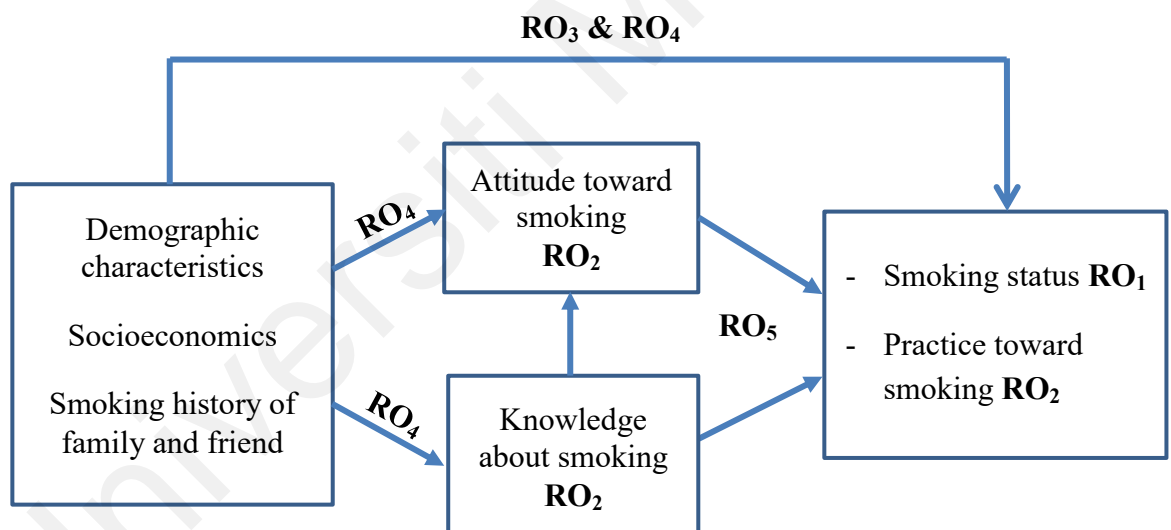 RO₃ & RO₄
Demographic
characteristics
Socioeconomics
Smoking history of
family and friend
RO₄
RO₄
Attitude toward
smoking
RO₂
Knowledge
about smoking
RO₂
RO₅
- Smoking status RO₁
- Practice toward
smoking RO₂
Universiti M